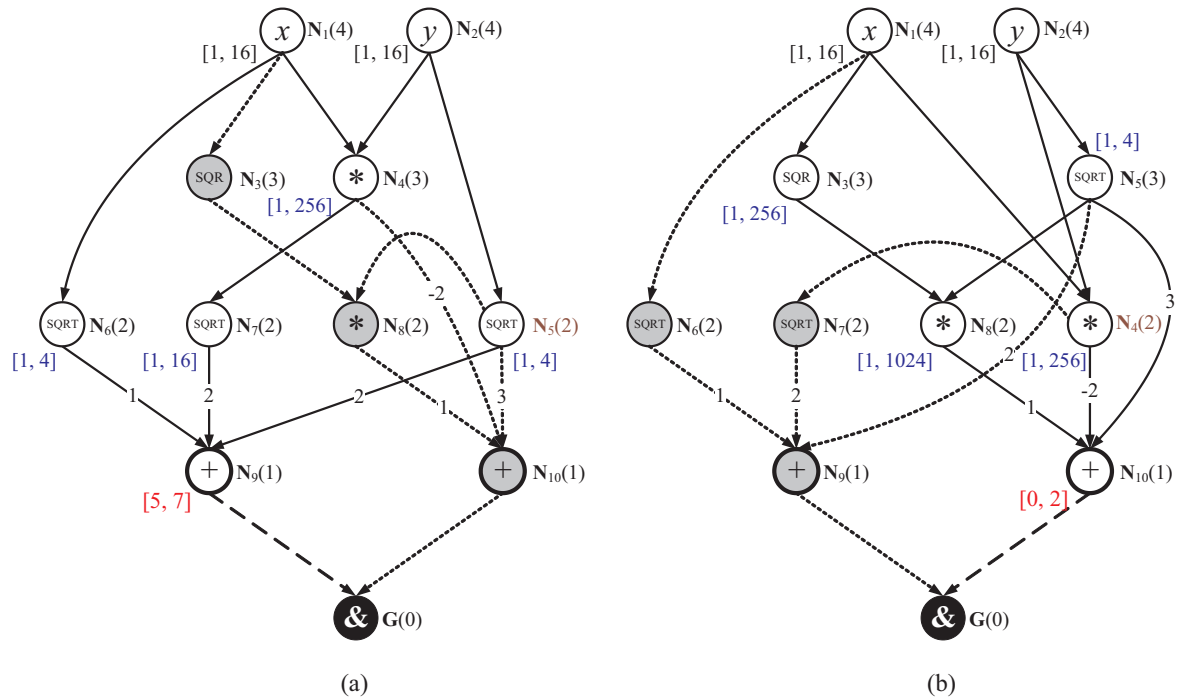 x N₁(4) y N₂(4)
[1, 16] [1, 16]
SQR N₃(3) * N₄(3)
[1, 256]
-2
SQRT N₆(2) SQRT N₇(2) * N₈(2) SQRT N₅(2)
[1, 4] [1, 16] [1, 4]
1 2 2 1 3
+ N₉(1) + N₁₀(1)
[5, 7]
& G(0)
(a)
x N₁(4) y N₂(4)
[1, 16] [1, 16]
[1, 4]
SQR N₃(3) SQRT N₅(3)
[1, 256]
3
SQRT N₆(2) SQRT N₇(2) * N₈(2) * N₄(2)
[1, 1024] 2 [1, 256]
1 2 1 -2
+ N₉(1) + N₁₀(1)
[0, 2]
& G(0)
(b)